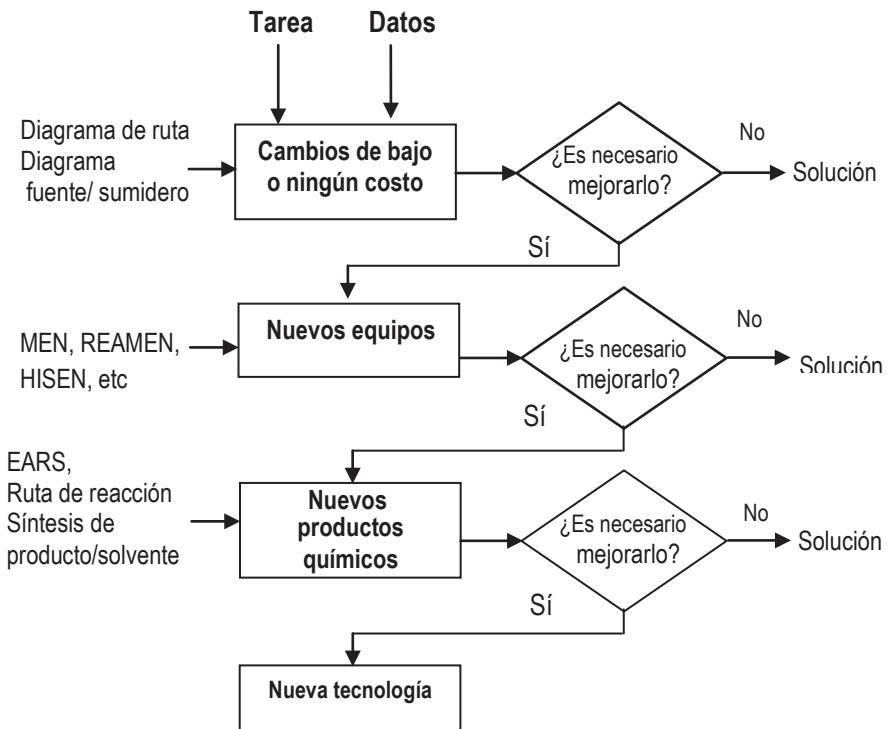 Tarea
Datos
Diagrama de ruta
Diagrama
fuente/ sumidero
Cambios de bajo
o ningún costo
¿Es necesario
mejorarlo?
No
Solución
Sí
MEN, REAMEN,
HISEN, etc
Nuevos equipos
¿Es necesario
mejorarlo?
No
Solución
Sí
EARS,
Ruta de reacción
Síntesis de
producto/solvente
Nuevos
productos
químicos
¿Es necesario
mejorarlo?
No
Solución
Sí
Nueva tecnología